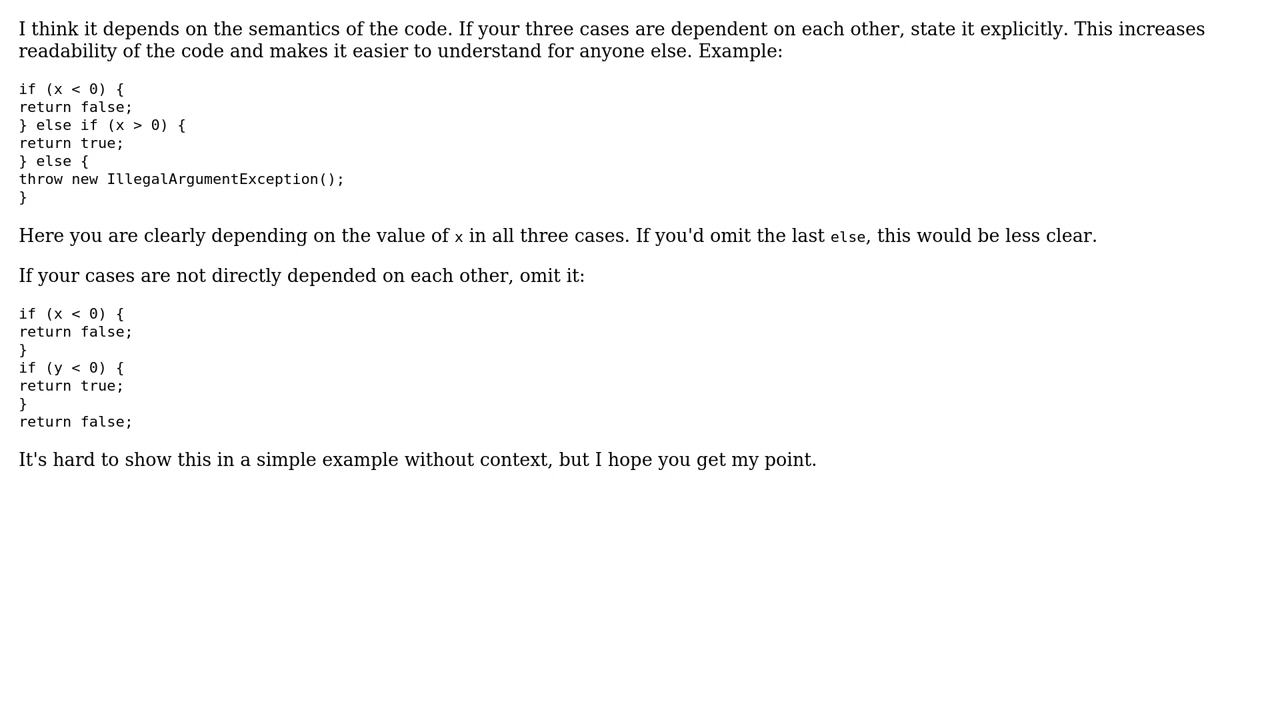 I think it depends on the semantics of the code. If your three cases are dependent on each other, state it explicitly. This increases
readability of the code and makes it easier to understand for anyone else. Example:
if (x < 0) {
return false;
} else if (x > 0) {
return true;
} else {
throw new IllegalArgumentException();
}
Here you are clearly depending on the value of x in all three cases. If you'd omit the last else, this would be less clear.
If your cases are not directly depended on each other, omit it:
if (x < 0) {
return false;
}
if (y < 0) {
return true;
}
return false;
It's hard to show this in a simple example without context, but I hope you get my point.